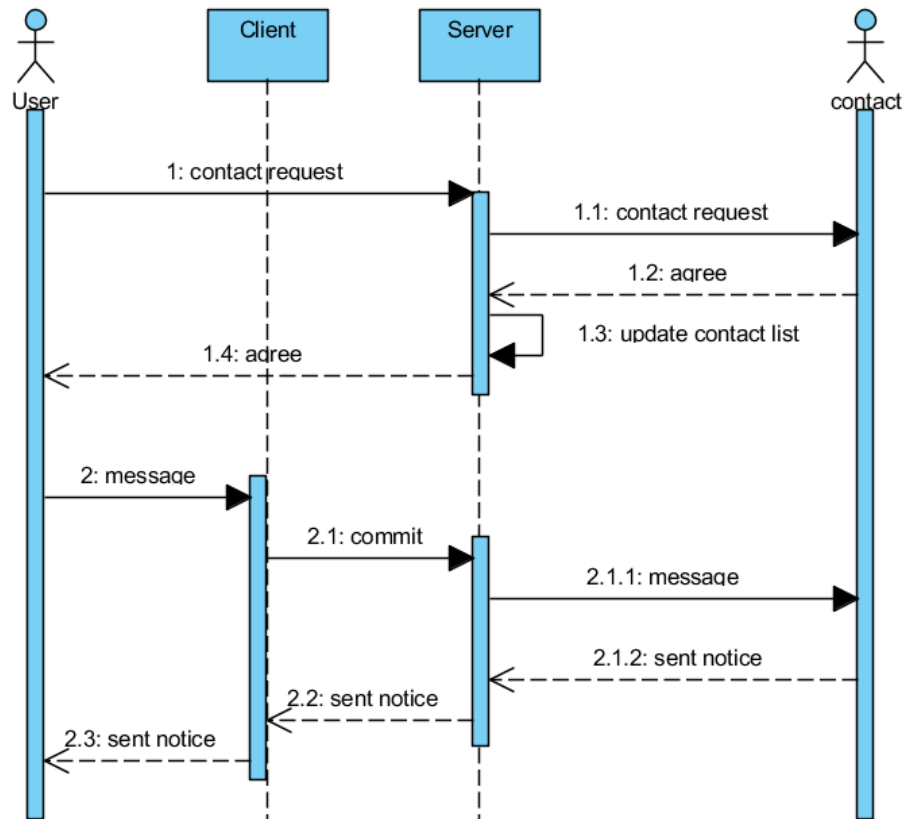 Client
Server
User
contact
1: contact request
1.1: contact request
1.2: agree
1.3: update contact list
1.4: agree
2: message
2.1: commit
2.1.1: message
2.1.2: sent notice
2.2: sent notice
2.3: sent notice